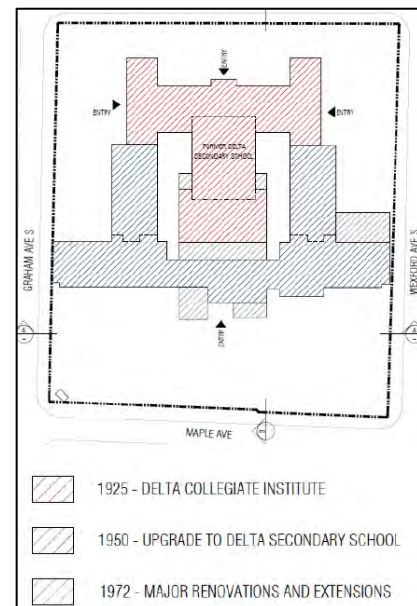 ENTRY
ENTRY
ENTRY
FORMER DELTA
SECONDARY SCHOOL
GRAHAM AVE S
WEXFORD AVE S
ENTRY
MAPLE AVE
1925 - DELTA COLLEGIATE INSTITUTE
1950 - UPGRADE TO DELTA SECONDARY SCHOOL
1972 - MAJOR RENOVATIONS AND EXTENSIONS